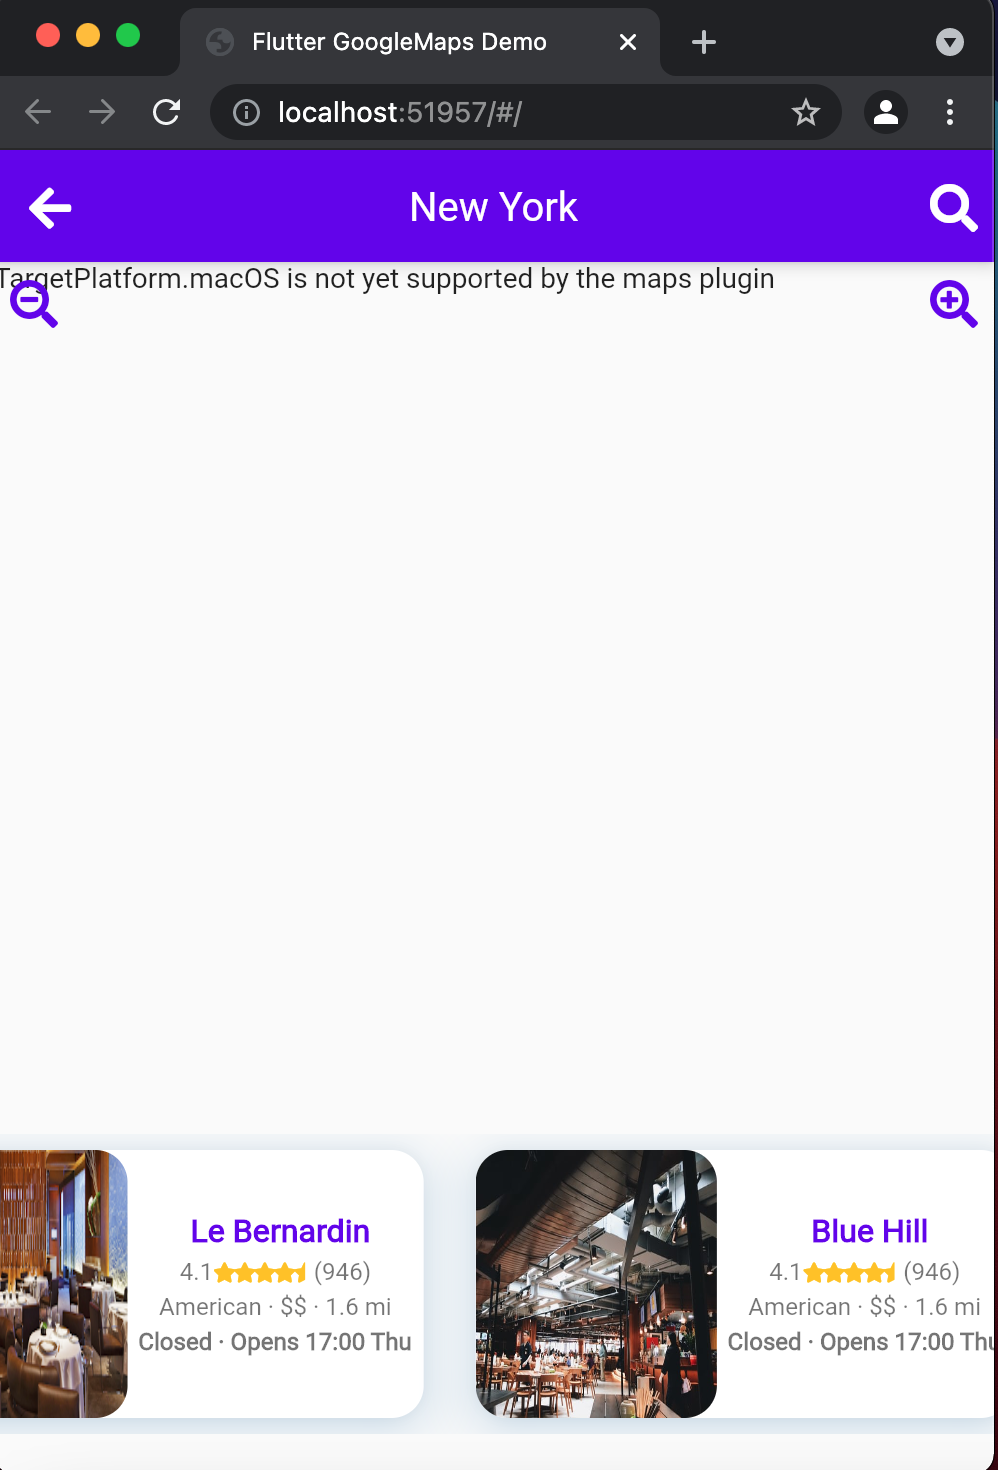 Flutter GoogleMaps Demo
localhost:51957/#/
New York
TargetPlatform.macOS is not yet supported by the maps plugin
Le Bernardin
4.1 (946)
American · $$ · 1.6 mi
Closed · Opens 17:00 Thu
Blue Hill
4.1 (946)
American · $$ · 1.6 mi
Closed · Opens 17:00 Thu